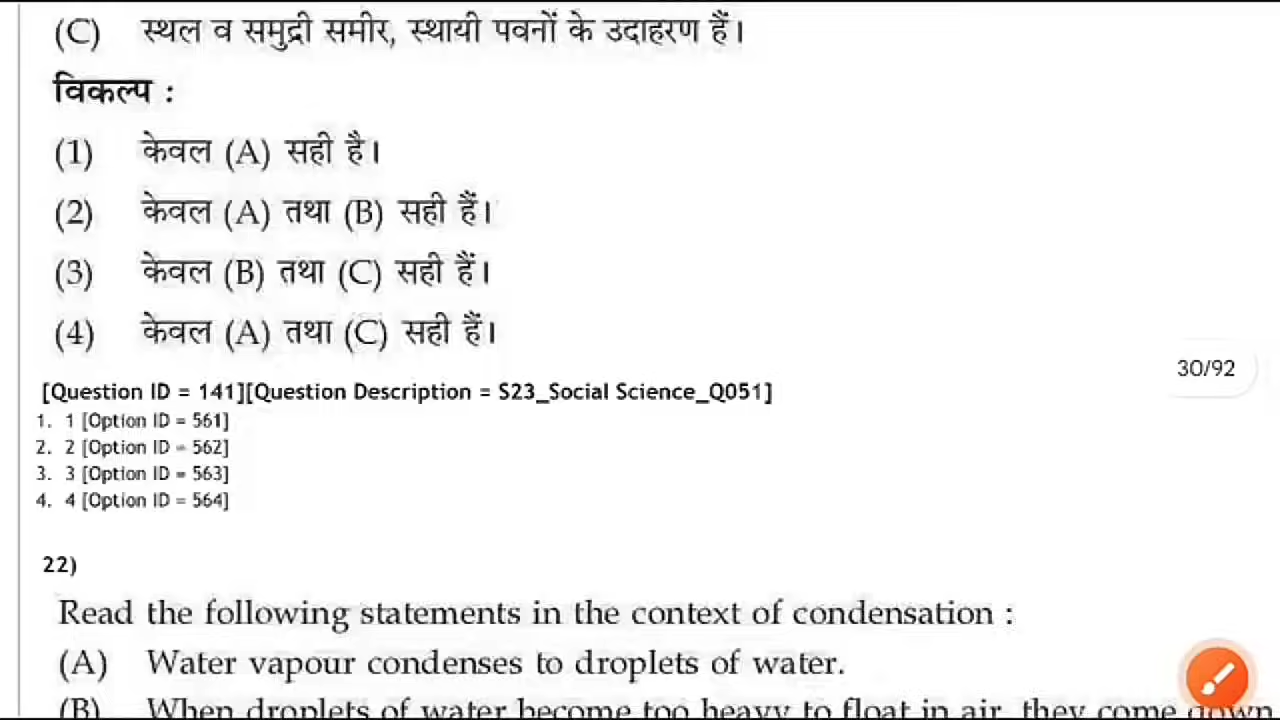 (C) स्थल व समुद्री समीर, स्थायी पवनों के उदाहरण हैं।
विकल्प :
(1) केवल (A) सही है।
(2) केवल (A) तथा (B) सही हैं।
(3) केवल (B) तथा (C) सही हैं।
(4) केवल (A) तथा (C) सही हैं।
30/92
[Question ID = 141][Question Description = S23_Social Science_Q051]
1. 1 [Option ID = 561]
2. 2 [Option ID = 562]
3. 3 [Option ID = 563]
4. 4 [Option ID = 564]
22)
Read the following statements in the context of condensation :
(A) Water vapour condenses to droplets of water.
(B) When droplets of water become too heavy to float in air, they come down